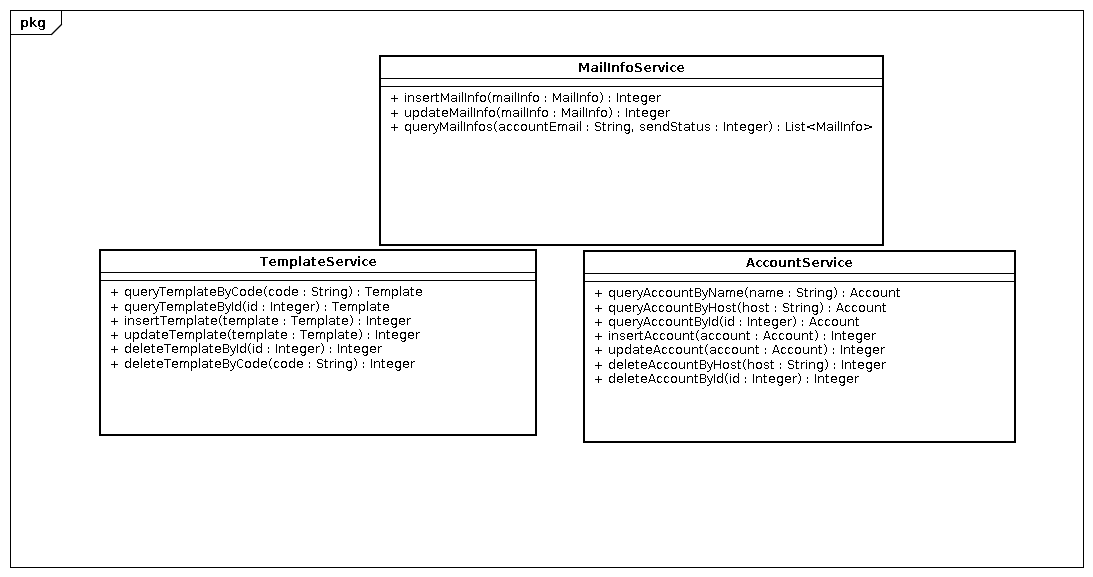 pkg
MailInfoService
+ insertMailInfo(mailInfo : MailInfo) : Integer
+ updateMailInfo(mailInfo : MailInfo) : Integer
+ queryMailInfos(accountEmail : String, sendStatus : Integer) : List<MailInfo>
TemplateService
+ queryTemplateByCode(code : String) : Template
+ queryTemplateById(id : Integer) : Template
+ insertTemplate(template : Template) : Integer
+ updateTemplate(template : Template) : Integer
+ deleteTemplateById(id : Integer) : Integer
+ deleteTemplateByCode(code : String) : Integer
AccountService
+ queryAccountByName(name : String) : Account
+ queryAccountByHost(host : String) : Account
+ queryAccountById(id : Integer) : Account
+ insertAccount(account : Account) : Integer
+ updateAccount(account : Account) : Integer
+ deleteAccountByHost(host : String) : Integer
+ deleteAccountById(id : Integer) : Integer